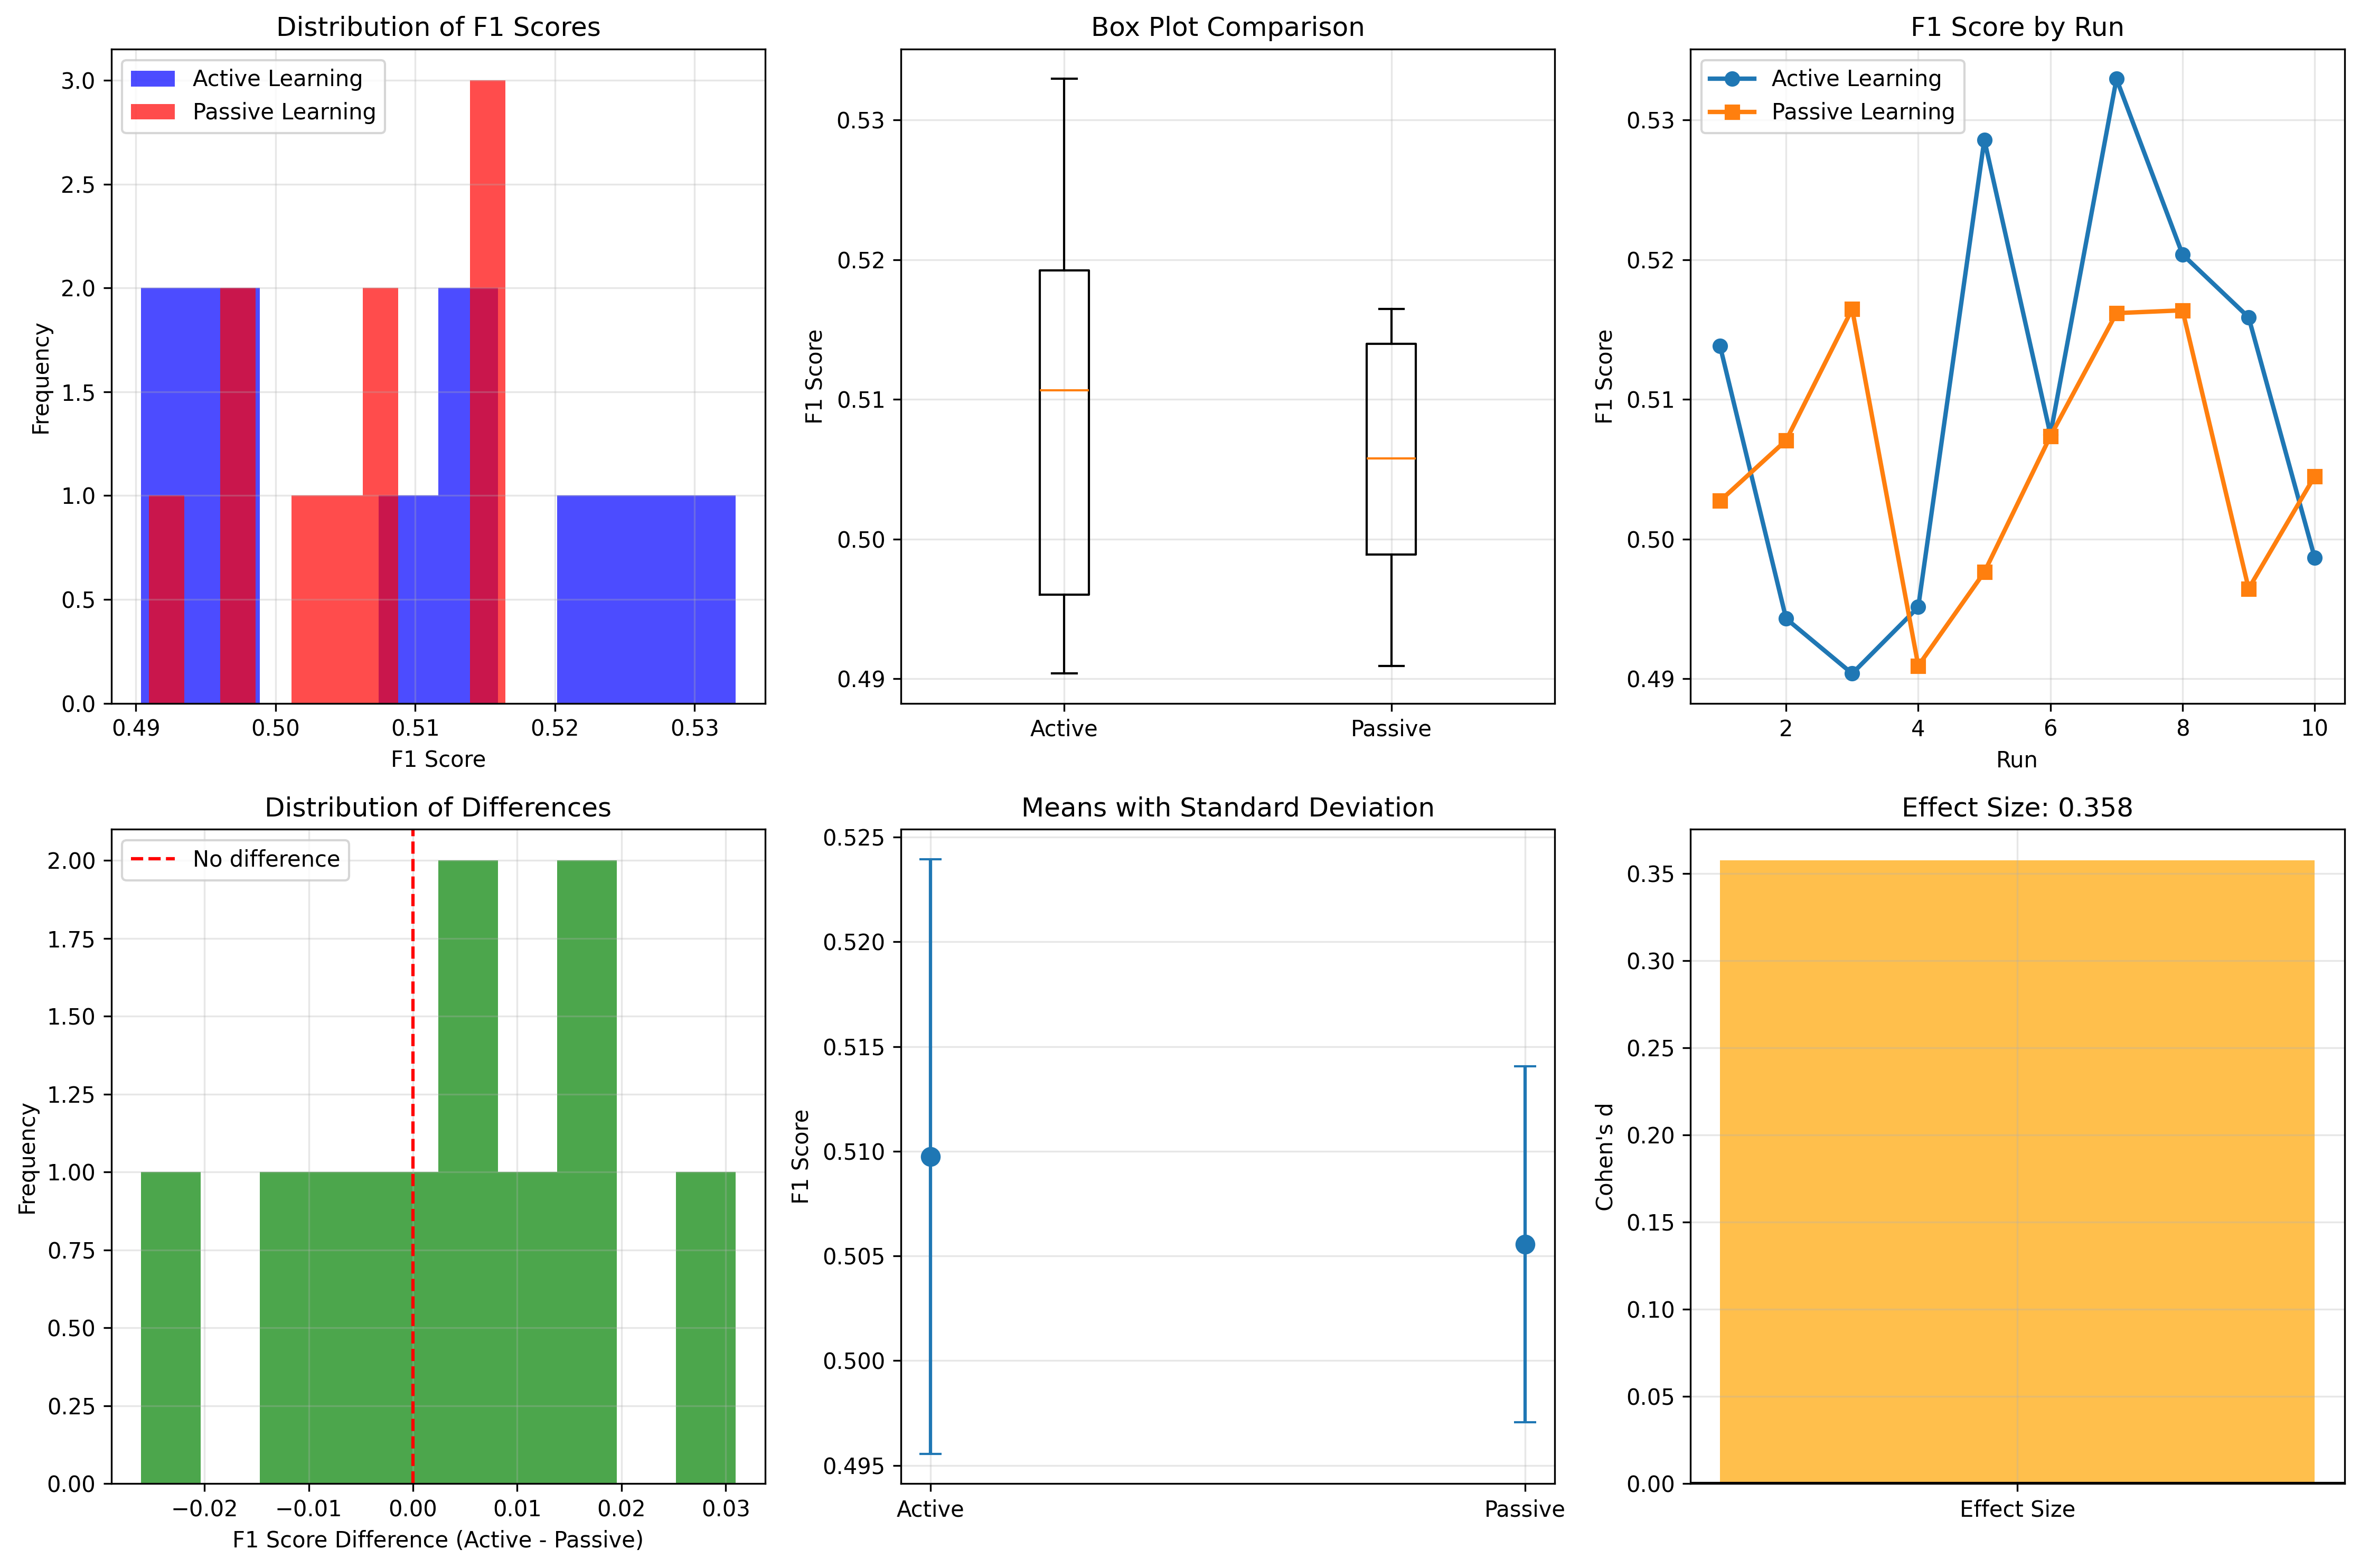 Distribution of F1 Scores
Active Learning
Passive Learning
3.0
2.5
2.0
1.5
1.0
0.5
0.0
Frequency
0.49 0.50 0.51 0.52 0.53
F1 Score
Box Plot Comparison
0.53
0.52
0.51
0.50
0.49
F1 Score
Active Passive
F1 Score by Run
Active Learning
Passive Learning
0.53
0.52
0.51
0.50
0.49
F1 Score
2 4 6 8 10
Run
Distribution of Differences
No difference
2.00
1.75
1.50
1.25
1.00
0.75
0.50
0.25
0.00
Frequency
−0.02 −0.01 0.00 0.01 0.02 0.03
F1 Score Difference (Active - Passive)
Means with Standard Deviation
0.525
0.520
0.515
0.510
0.505
0.500
0.495
F1 Score
Active Passive
Effect Size: 0.358
0.35
0.30
0.25
0.20
0.15
0.10
0.05
0.00
Cohen's d
Effect Size